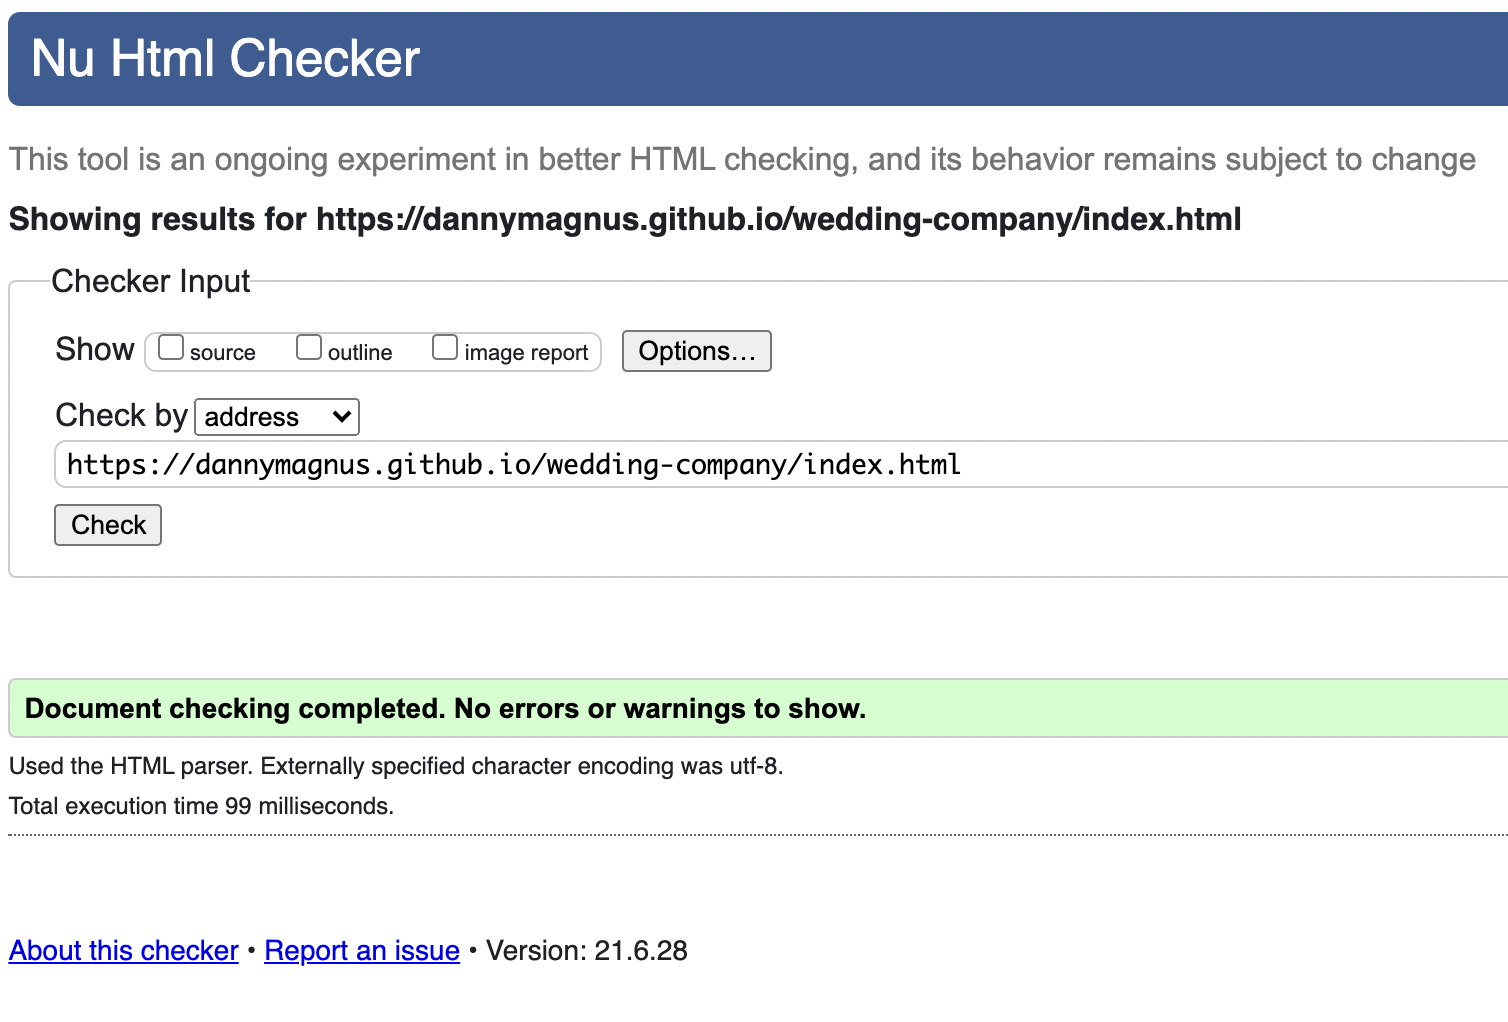 Nu Html Checker
This tool is an ongoing experiment in better HTML checking, and its behavior remains subject to change
Showing results for https://dannymagnus.github.io/wedding-company/index.html
Checker Input
Show source outline image report Options…
Check by address
https://dannymagnus.github.io/wedding-company/index.html
Check
Document checking completed. No errors or warnings to show.
Used the HTML parser. Externally specified character encoding was utf-8.
Total execution time 99 milliseconds.
About this checker • Report an issue • Version: 21.6.28